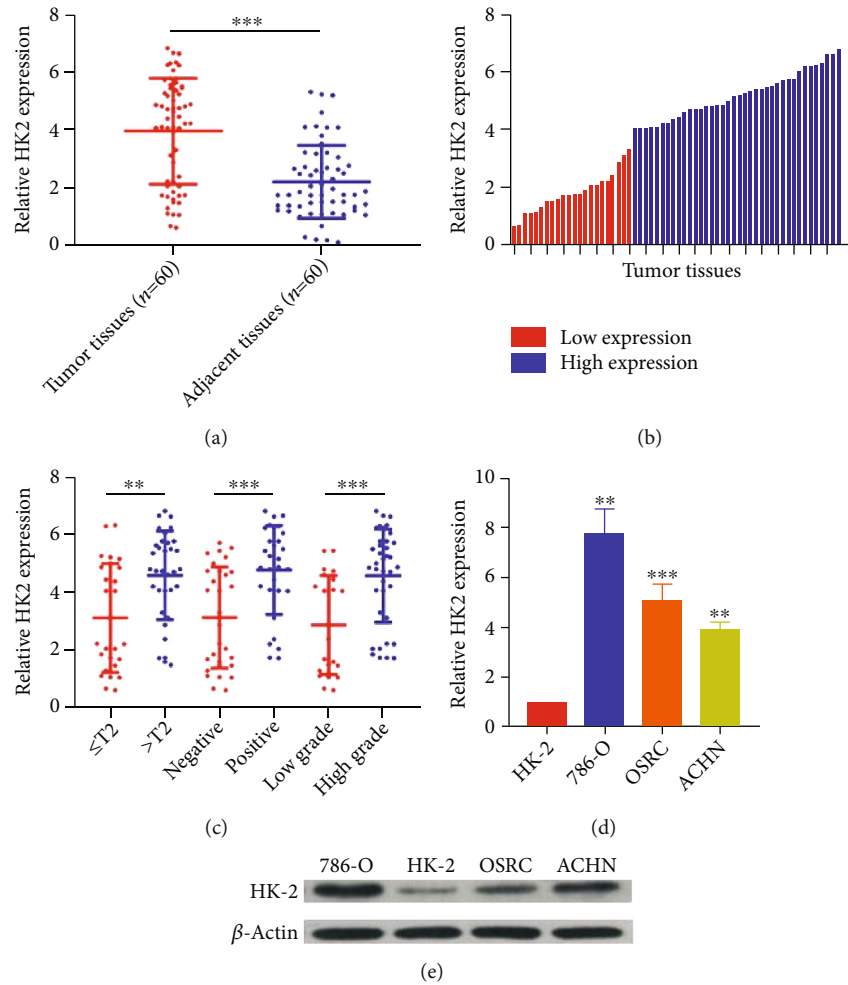 8
6
4
2
0
Relative HK2 expression
***
Tumor tissues (n=60)
Adjacent tissues (n=60)
(a)
8
6
4
2
0
Relative HK2 expression
Tumor tissues
Low expression
High expression
(b)
8
6
4
2
0
Relative HK2 expression
** *** ***
≤T2
>T2
Negative
Positive
Low grade
High grade
(c)
10
8
6
4
2
0
Relative HK2 expression
**
***
**
HK-2
786-O
OSRC
ACHN
(d)
786-O HK-2 OSRC ACHN
HK-2
β-Actin
(e)